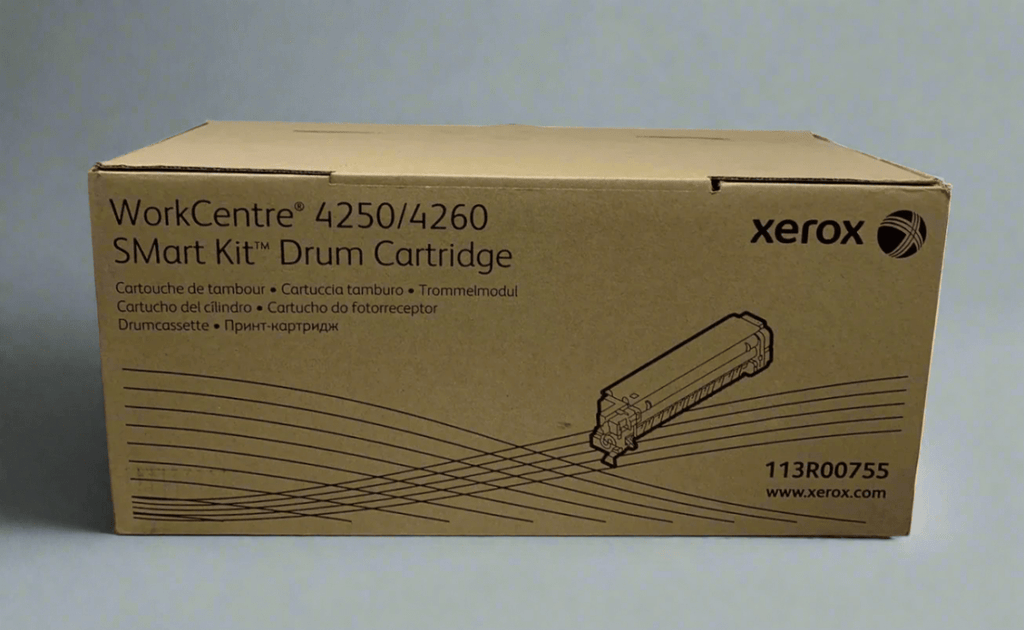 WorkCentre® 4250/4260
SMart Kit™ Drum Cartridge
Cartouche de tambour • Cartuccia tamburo • Trommelmodul
Cartucho del cilindro • Cartucho do fotorreceptor
Drumcassette • Принт-картридж
xerox
113R00755
www.xerox.com